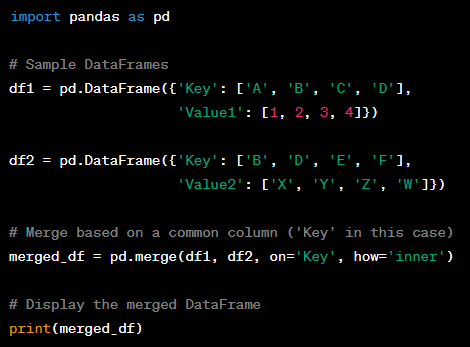 import pandas as pd
# Sample DataFrames
df1 = pd.DataFrame({'Key': ['A', 'B', 'C', 'D'],
'Value1': [1, 2, 3, 4]})
df2 = pd.DataFrame({'Key': ['B', 'D', 'E', 'F'],
'Value2': ['X', 'Y', 'Z', 'W']})
# Merge based on a common column ('Key' in this case)
merged_df = pd.merge(df1, df2, on='Key', how='inner')
# Display the merged DataFrame
print(merged_df)